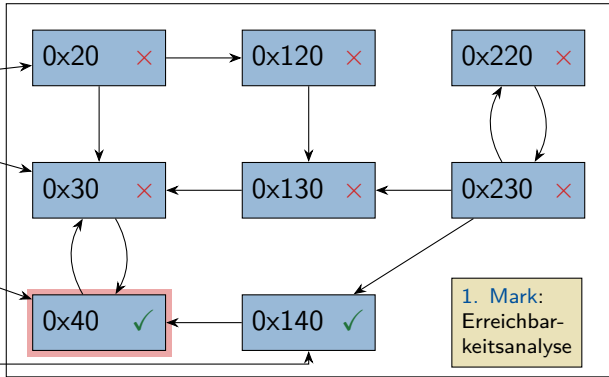 0x20 ×
0x120 ×
0x220 ×
0x30 ×
0x130 ×
0x230 ×
0x40 ✓
0x140 ✓
1. Mark:
Erreichbar-
keitsanalyse